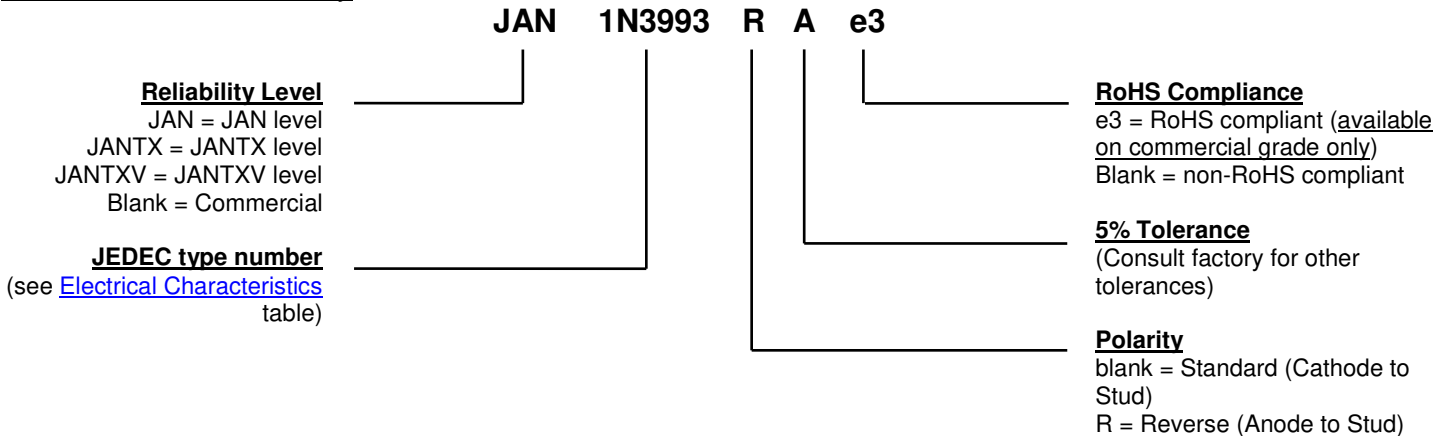 JAN 1N3993 R A e3
Reliability Level
JAN = JAN level
JANTX = JANTX level
JANTXV = JANTXV level
Blank = Commercial
JEDEC type number
(see Electrical Characteristics
table)
RoHS Compliance
e3 = RoHS compliant (available
on commercial grade only)
Blank = non-RoHS compliant
5% Tolerance
(Consult factory for other
tolerances)
Polarity
blank = Standard (Cathode to
Stud)
R = Reverse (Anode to Stud)